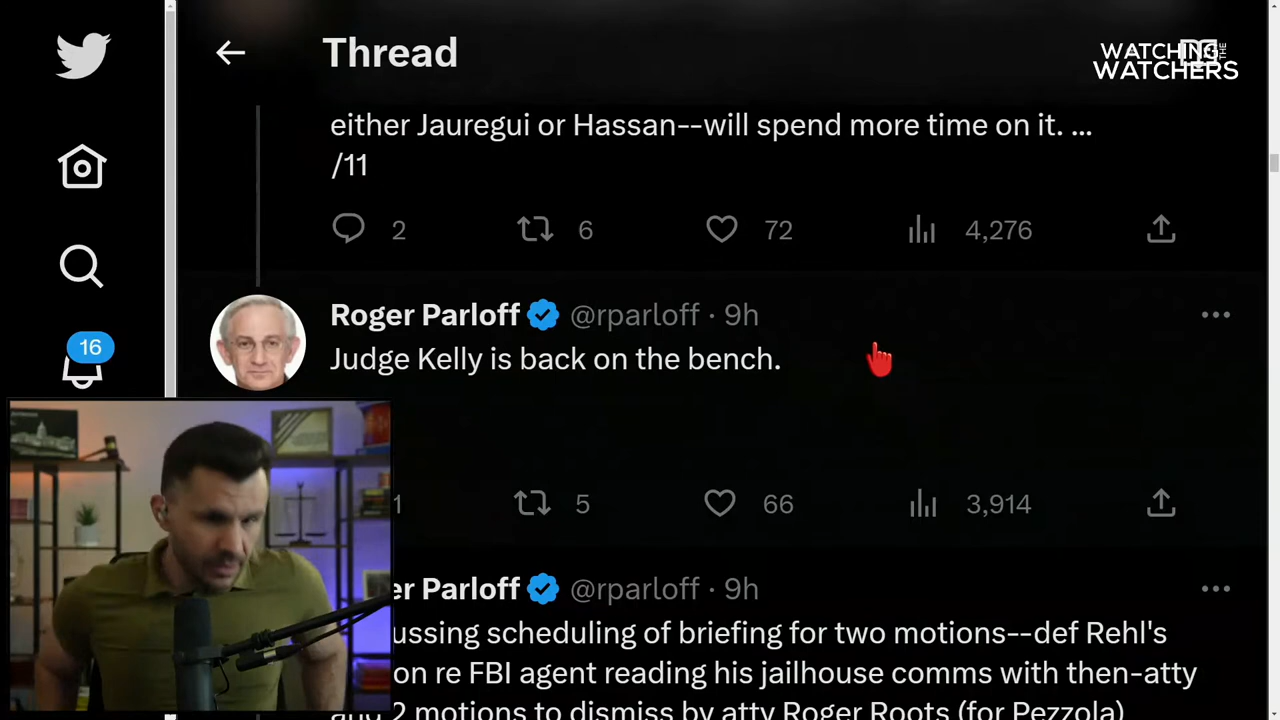 Thread
WATCHING THE
WATCHERS
either Jauregui or Hassan--will spend more time on it. ...
/11
2 6 72 4,276
Roger Parloff @rparloff · 9h
16
Judge Kelly is back on the bench.
1 5 66 3,914
er Parloff @rparloff · 9h
ussing scheduling of briefing for two motions--def Rehl's
on re FBI agent reading his jailhouse comms with then-atty
and 2 motions to dismiss by atty Roger Roots (for Pezzola)